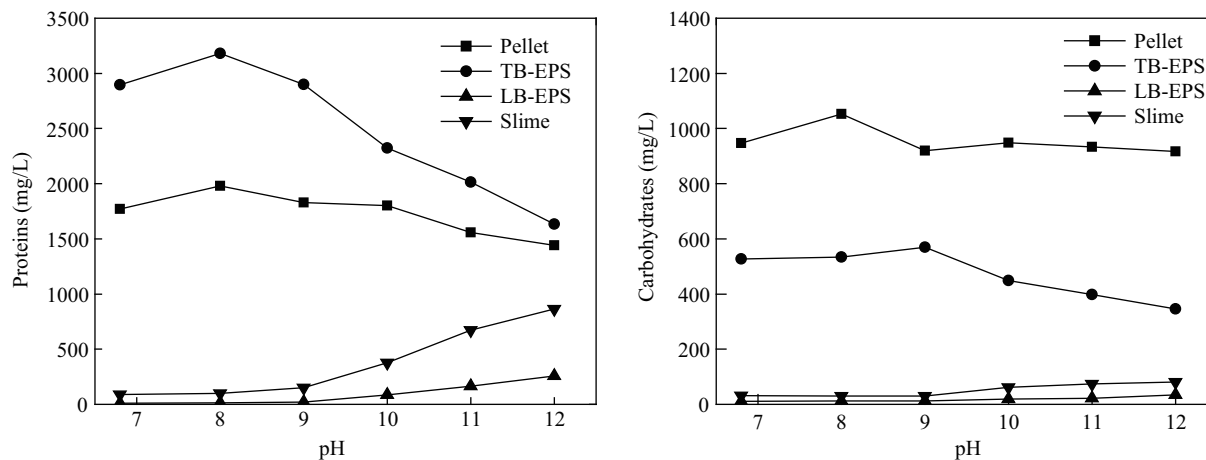 3500
3000
2500
2000
1500
1000
500
0
Proteins (mg/L)
Pellet
TB-EPS
LB-EPS
Slime
7 8 9 10 11 12
pH
1400
1200
1000
800
600
400
200
0
Carbohydrates (mg/L)
Pellet
TB-EPS
LB-EPS
Slime
7 8 9 10 11 12
pH